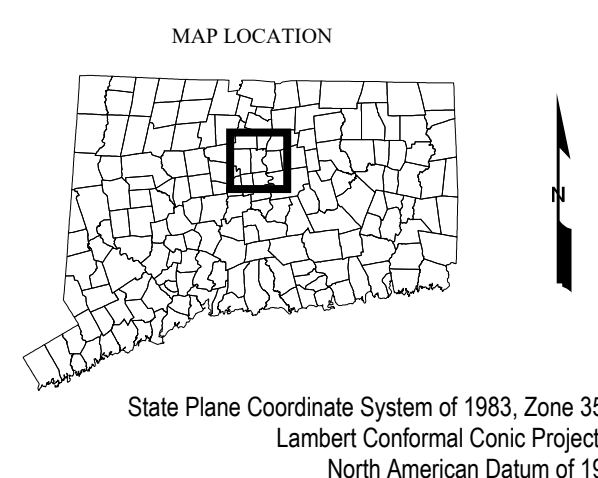 MAP LOCATION
N
State Plane Coordinate System of 1983, Zone 35
Lambert Conformal Conic Project
North American Datum of 19